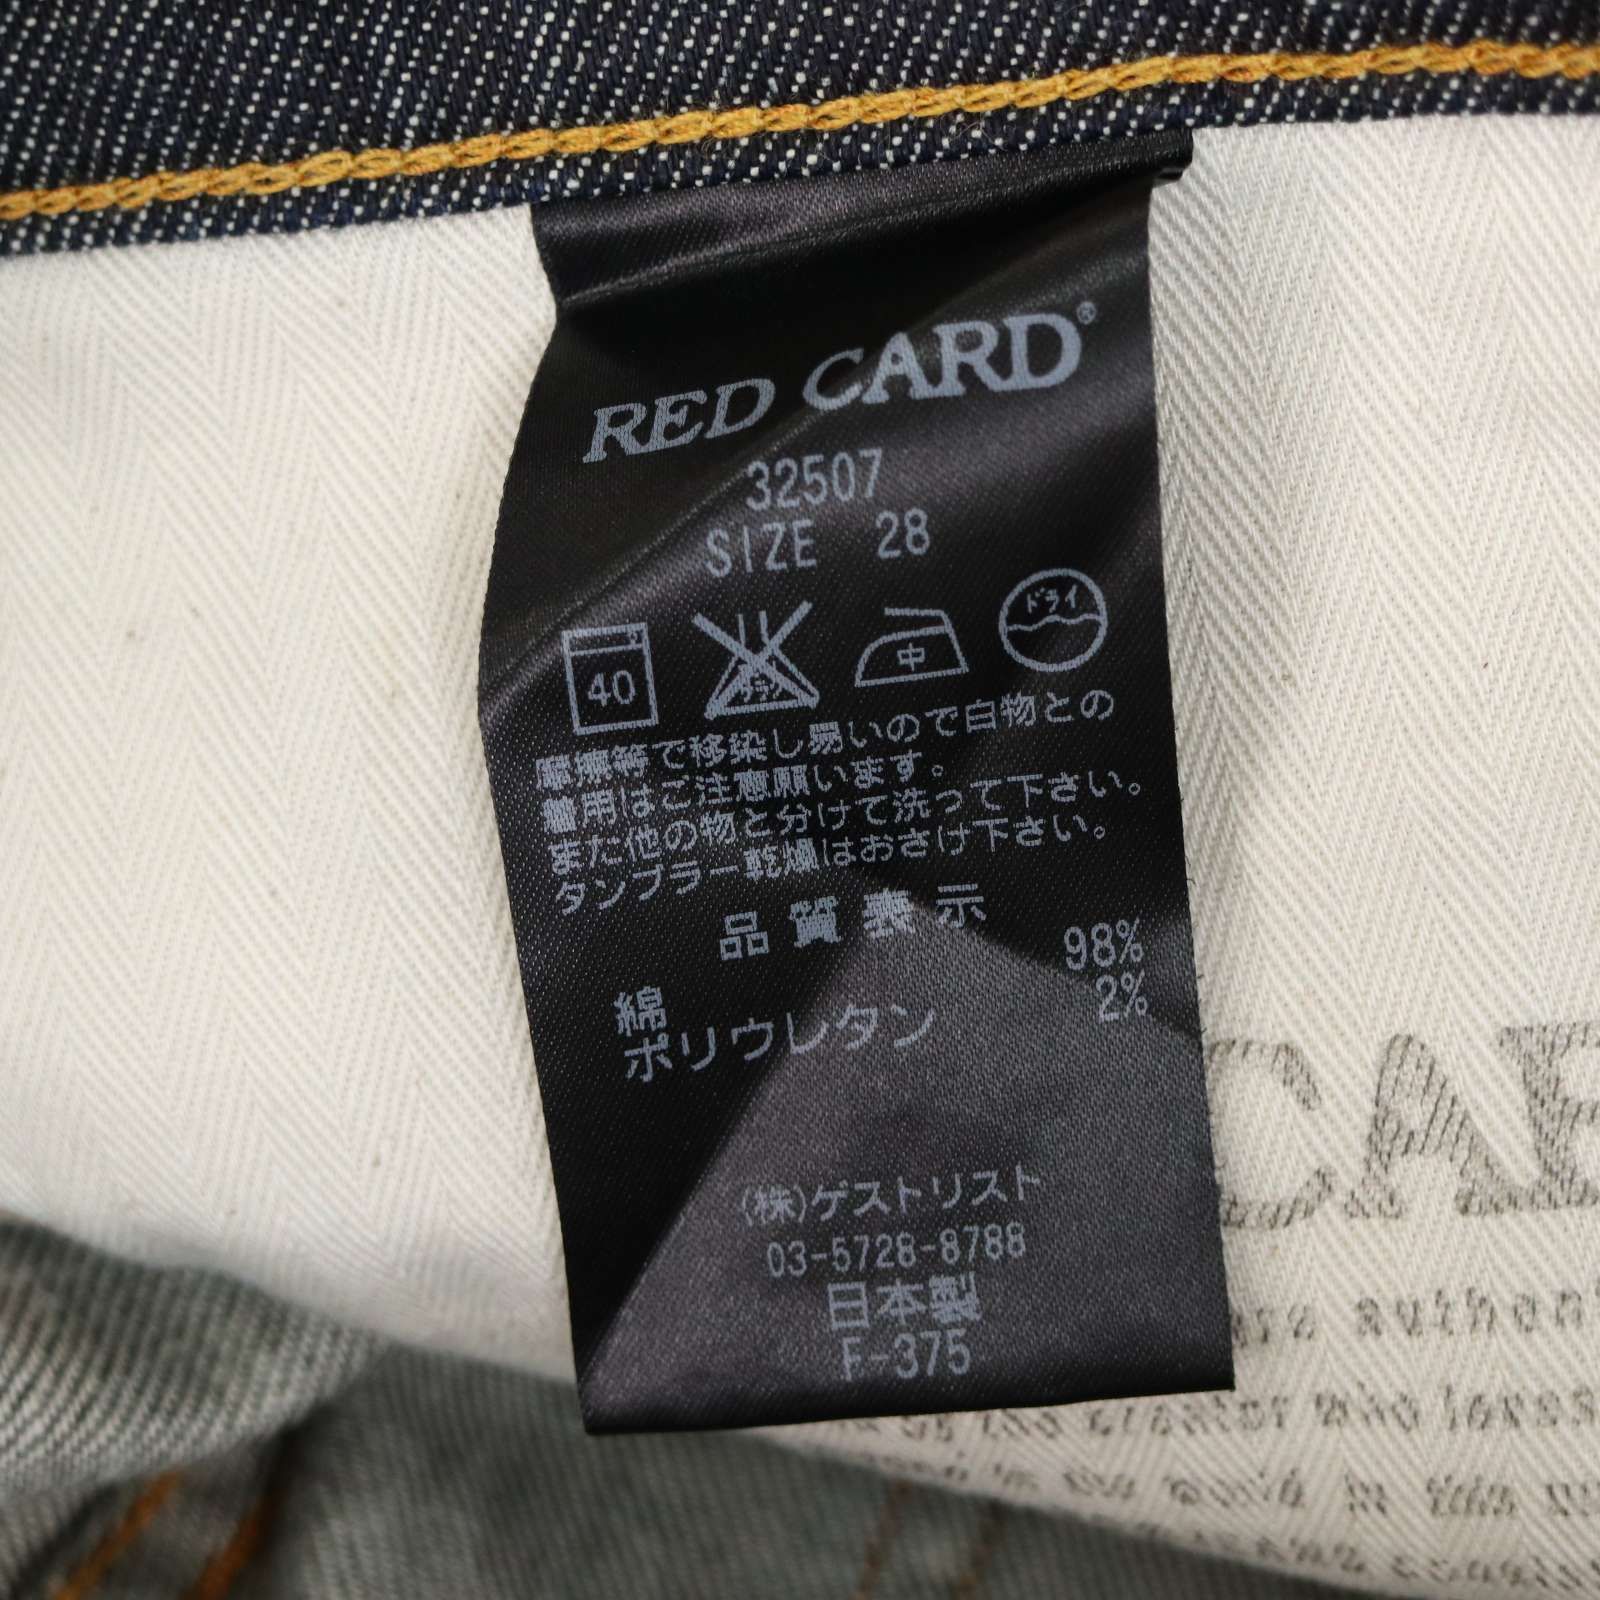 RED CARD®
32507
SIZE 28
40
中
ドライ
摩擦等で移染し易いので白物との
着用はご注意願います。
また他の物と分けて洗って下さい。
タンブラー乾燥はおさけ下さい。
品質表示
綿 98%
ポリウレタン 2%
(株)ゲストリスト
03-5728-8788
日本製
F-375